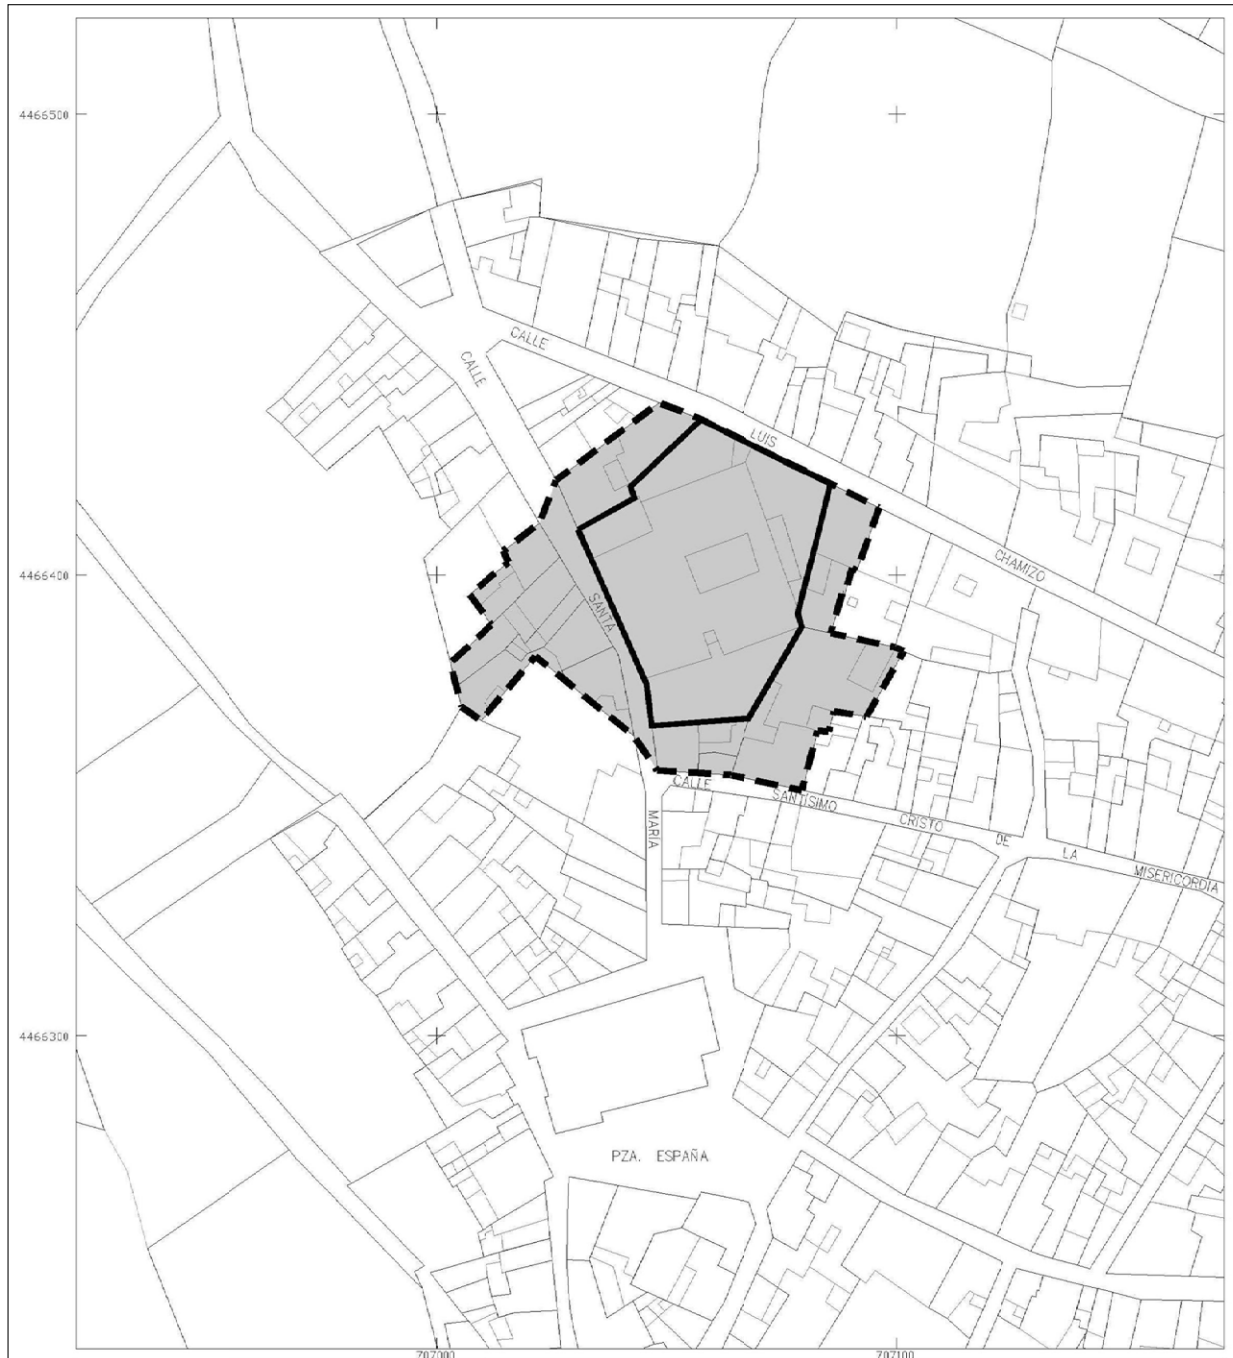 4466500
CALLE
CALLE
LUIS
CHAMIZO
4466400
SANTA
CALLE
SANTISIMO
MARIA
CRISTO
DE
LA
MISERICORDIA
4466300
PZA. ESPAÑA
707000
707100